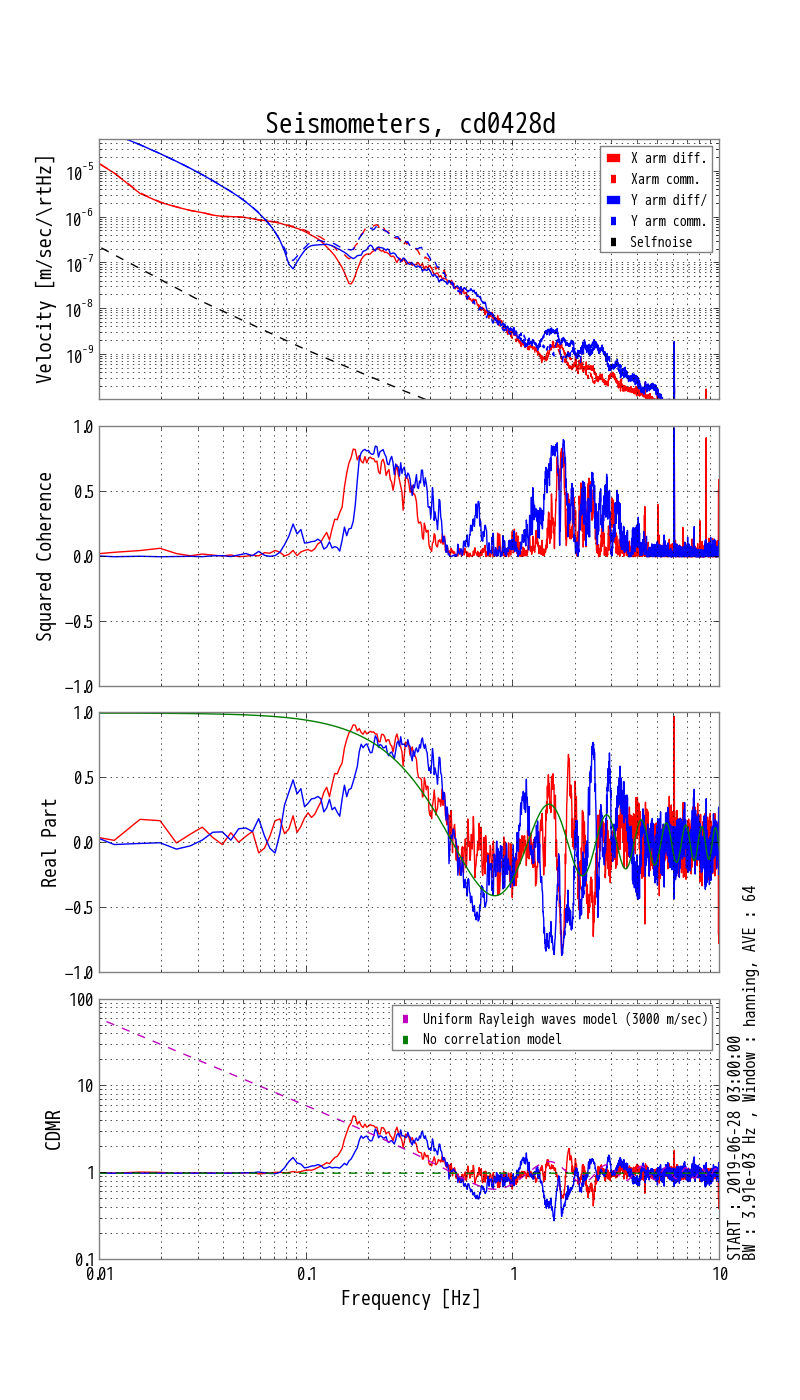 Seismometers, cd0428d
Velocity [m/sec/\rtHz]
10^-5
10^-6
10^-7
10^-8
10^-9
X arm diff.
Xarm comm.
Y arm diff/
Y arm comm.
Selfnoise
Squared Coherence
1.0
0.5
0.0
−0.5
−1.0
Real Part
1.0
0.5
0.0
−0.5
−1.0
CDMR
100
10
1
0.1
Uniform Rayleigh waves model (3000 m/sec)
No correlation model
0.01
0.1
1
10
Frequency [Hz]
START : 2019-06-28 03:00:00
BW : 3.91e-03 Hz , Window : hanning, AVE : 64